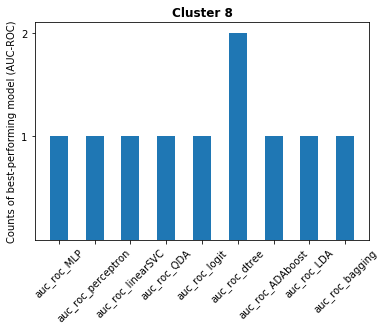 Cluster 8
Counts of best-performing model (AUC-ROC)
2
1
auc_roc_MLP
auc_roc_perceptron
auc_roc_linearSVC
auc_roc_QDA
auc_roc_logit
auc_roc_dtree
auc_roc_ADAboost
auc_roc_LDA
auc_roc_bagging